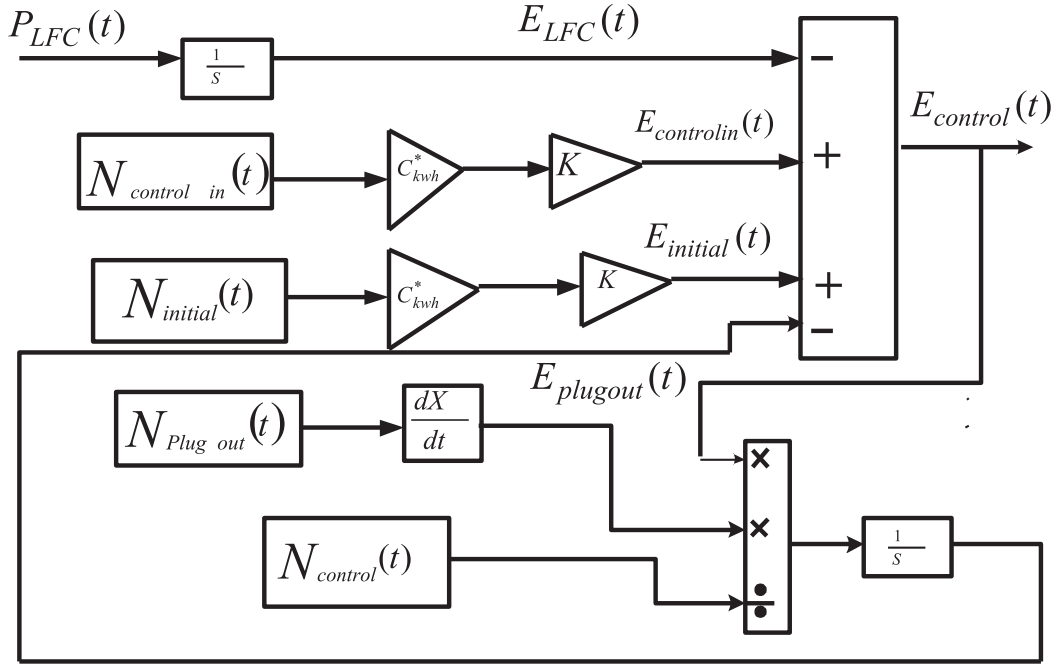 P_LFC(t)
E_LFC(t)
1/S
−
E_control(t)
N_control in(t)
C*_kwh
K
E_controlin(t)
+
N_initial(t)
C*_kwh
K
E_initial(t)
+
−
E_plugout(t)
N_Plug out(t)
dX/dt
×
×
N_control(t)
÷
1/S